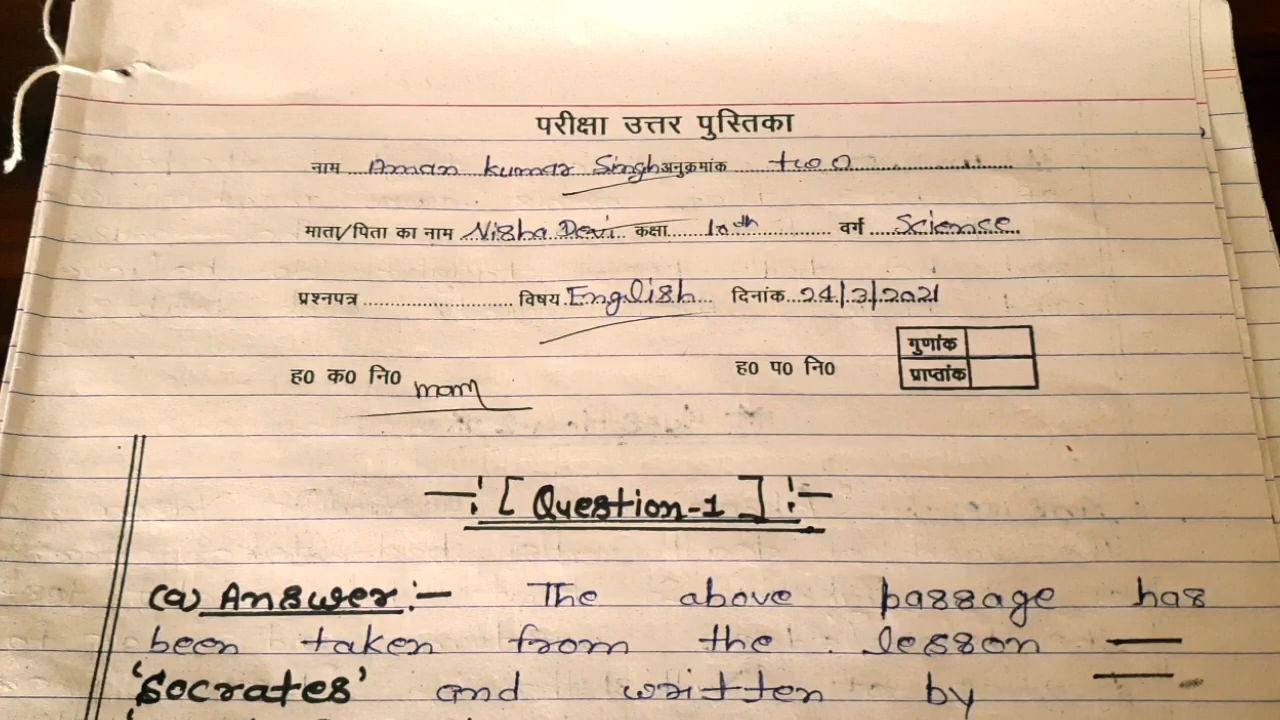 परीक्षा उत्तर पुस्तिका
नाम ... Aman Kumar Singh अनुक्रमांक ... two ...
माता/पिता का नाम Nisha Devi कक्षा ... 10th ... वर्ग ... Science ...
प्रश्नपत्र ... विषय English ... दिनांक ... 24/3/2021
गुणांक
ह० क० नि० mam ह० प० नि० प्राप्तांक
—:[ Question-1 ]:—
(a) Answer:— The above passage has
been taken from the lesson —
'Socrates' and written by